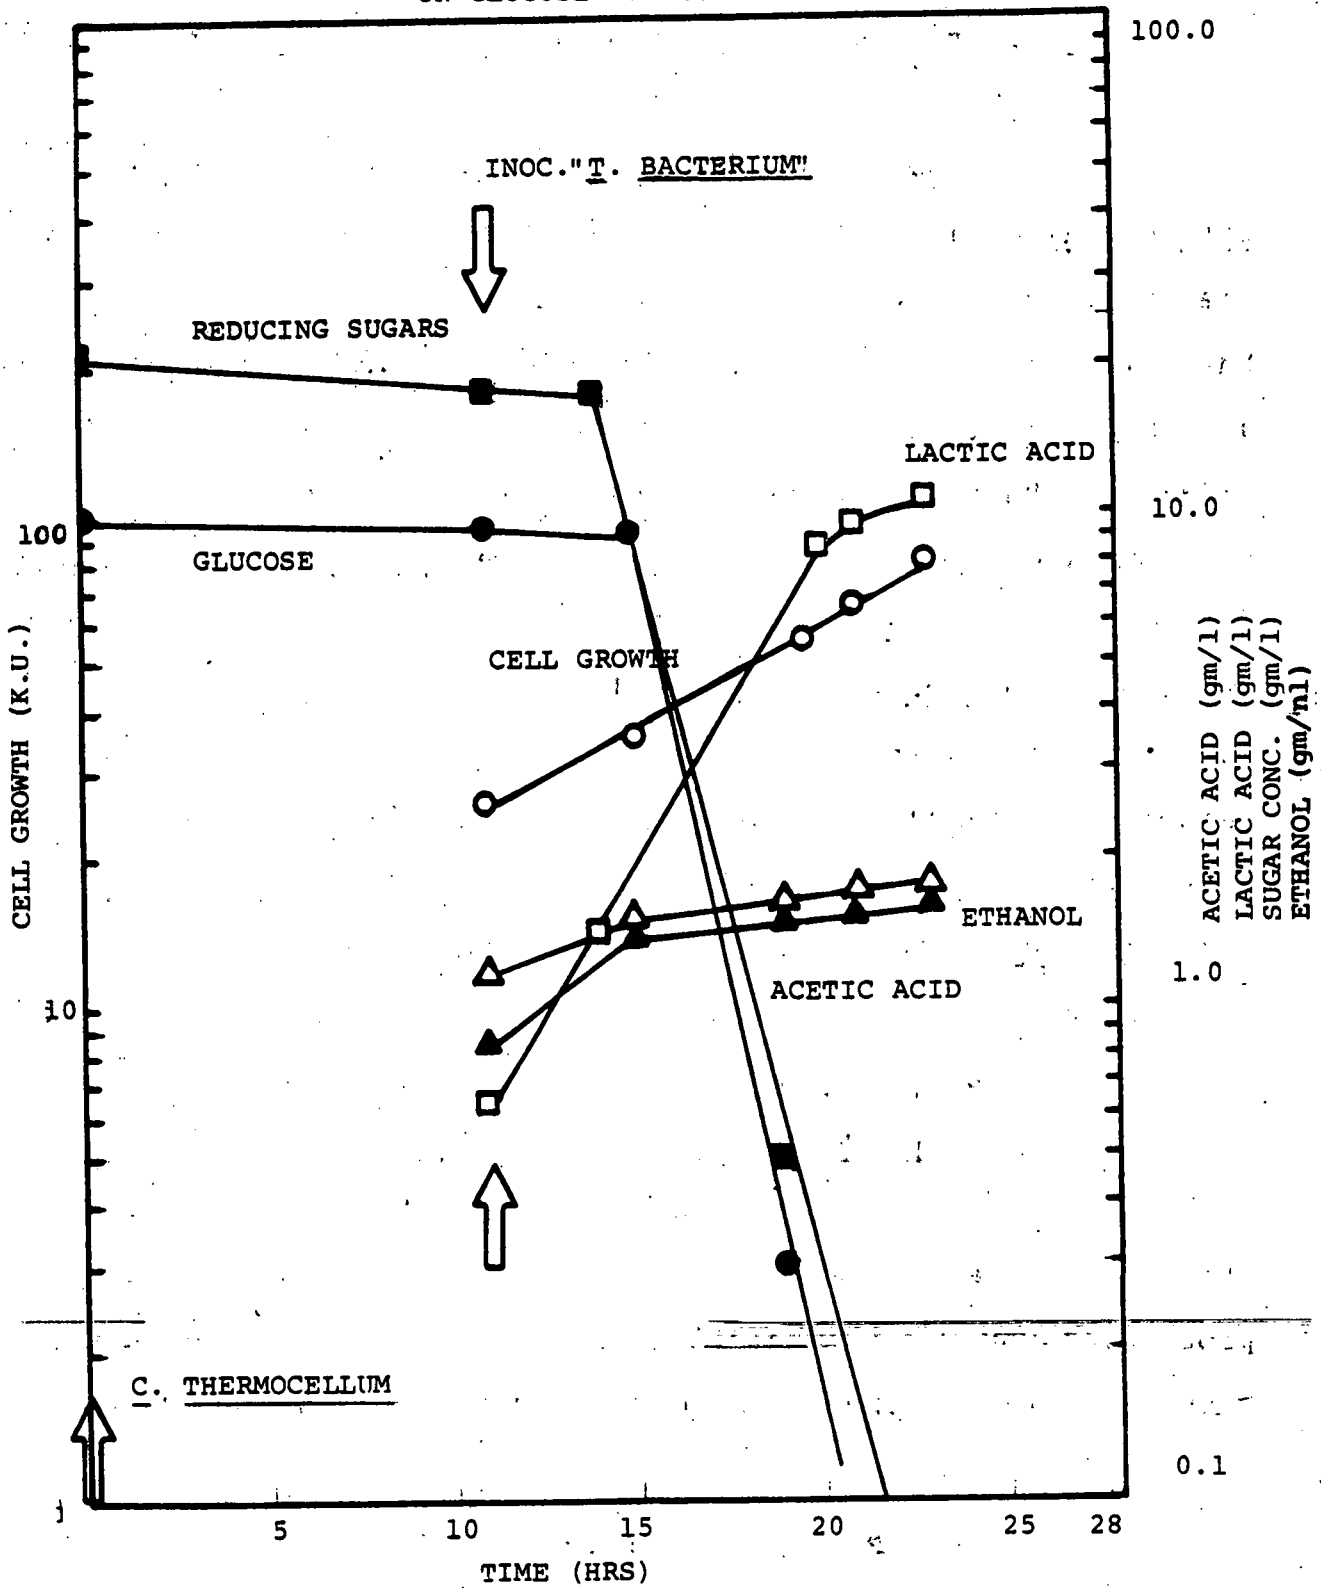 100.0
INOC."T. BACTERIUM"
REDUCING SUGARS
LACTIC ACID
10.0
100
GLUCOSE
CELL GROWTH
CELL GROWTH (K.U.)
ACETIC ACID (gm/l)
LACTIC ACID (gm/l)
SUGAR CONC. (gm/l)
ETHANOL (gm/nl)
ETHANOL
1.0
ACETIC ACID
10
C. THERMOCELLUM
0.1
1
5 10 15 20 25 28
TIME (HRS)